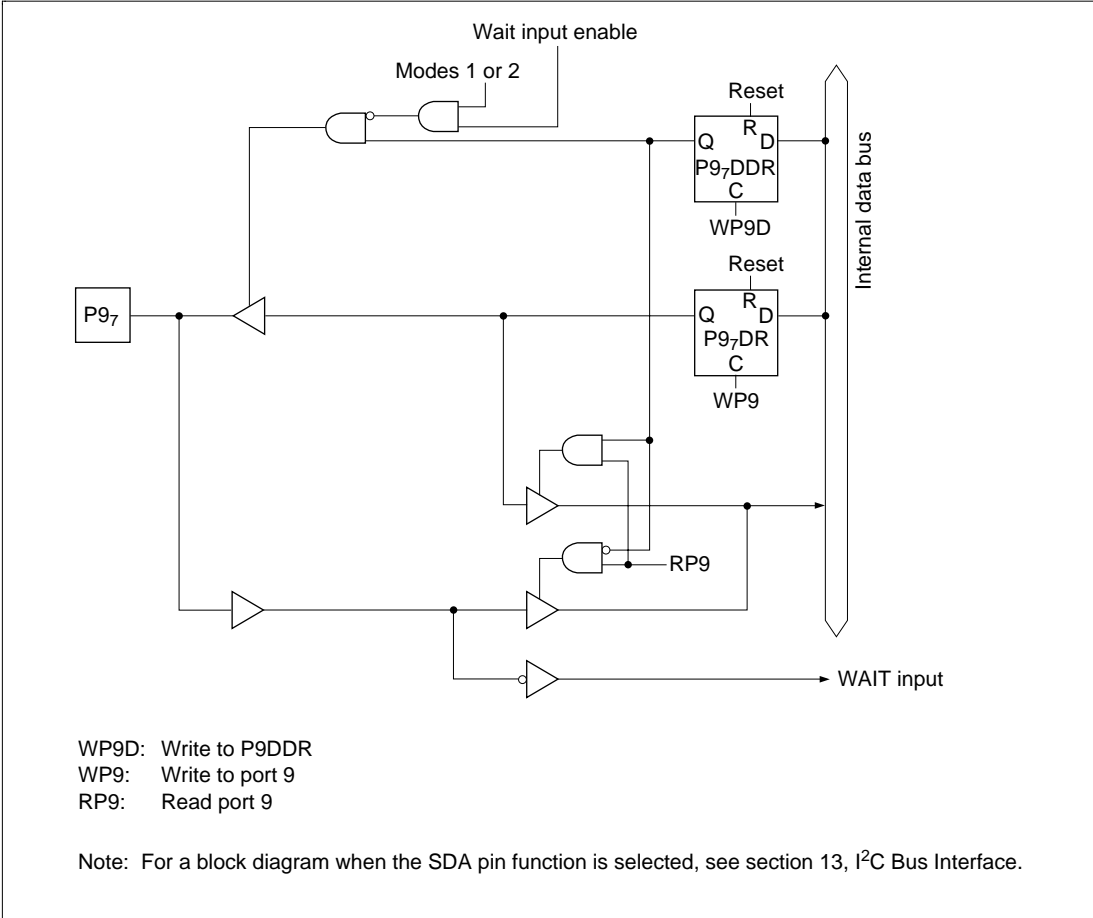 Wait input enable
Modes 1 or 2
Reset
R
Q D
P9₇DDR
C
WP9D
Internal data bus
Reset
R
Q D
P9₇DR
C
WP9
P9₇
RP9
WAIT input
WP9D: Write to P9DDR
WP9: Write to port 9
RP9: Read port 9
Note: For a block diagram when the SDA pin function is selected, see section 13, I²C Bus Interface.